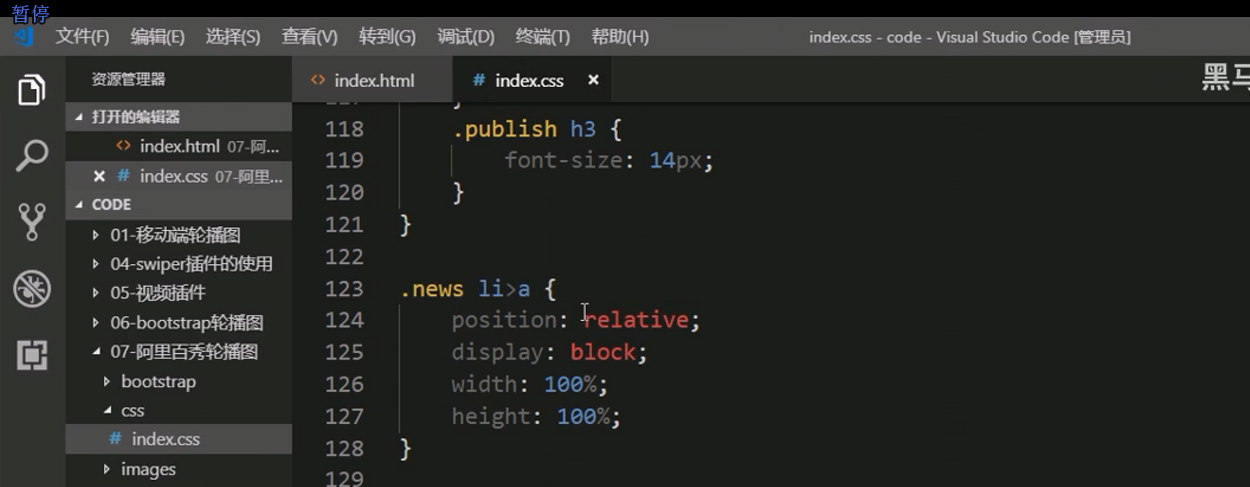 暂停
文件(F) 编辑(E) 选择(S) 查看(V) 转到(G) 调试(D) 终端(T) 帮助(H) index.css - code - Visual Studio Code [管理员]
资源管理器
index.html
# index.css ×
黑马
打开的编辑器
<> index.html 07-阿...
× # index.css 07-阿里...
CODE
01-移动端轮播图
04-swiper插件的使用
05-视频插件
06-bootstrap轮播图
07-阿里百秀轮播图
bootstrap
css
# index.css
images
118 .publish h3 {
119 font-size: 14px;
120 }
121 }
122
123 .news li>a {
124 position: relative;
125 display: block;
126 width: 100%;
127 height: 100%;
128 }
129